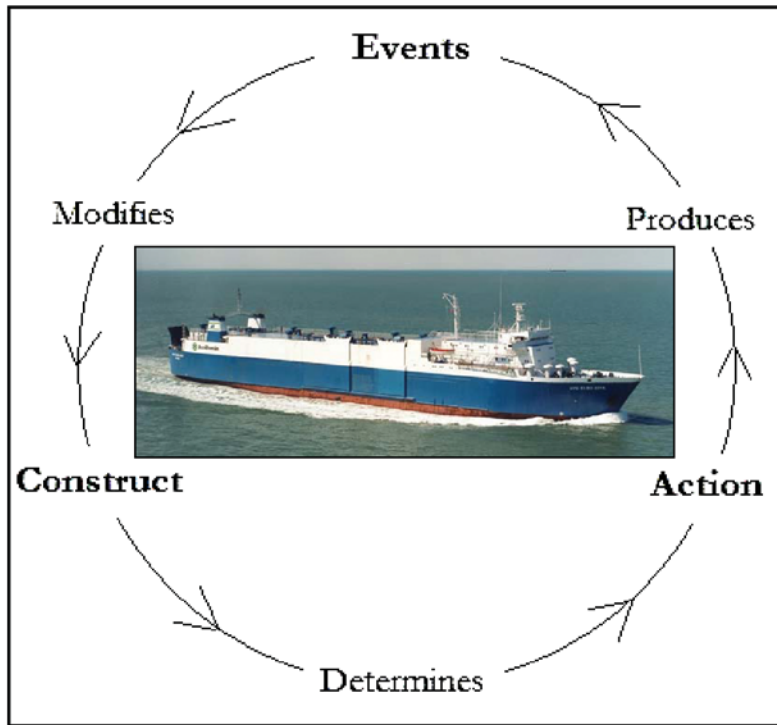 Events
Modifies
Produces
Construct
Action
Determines